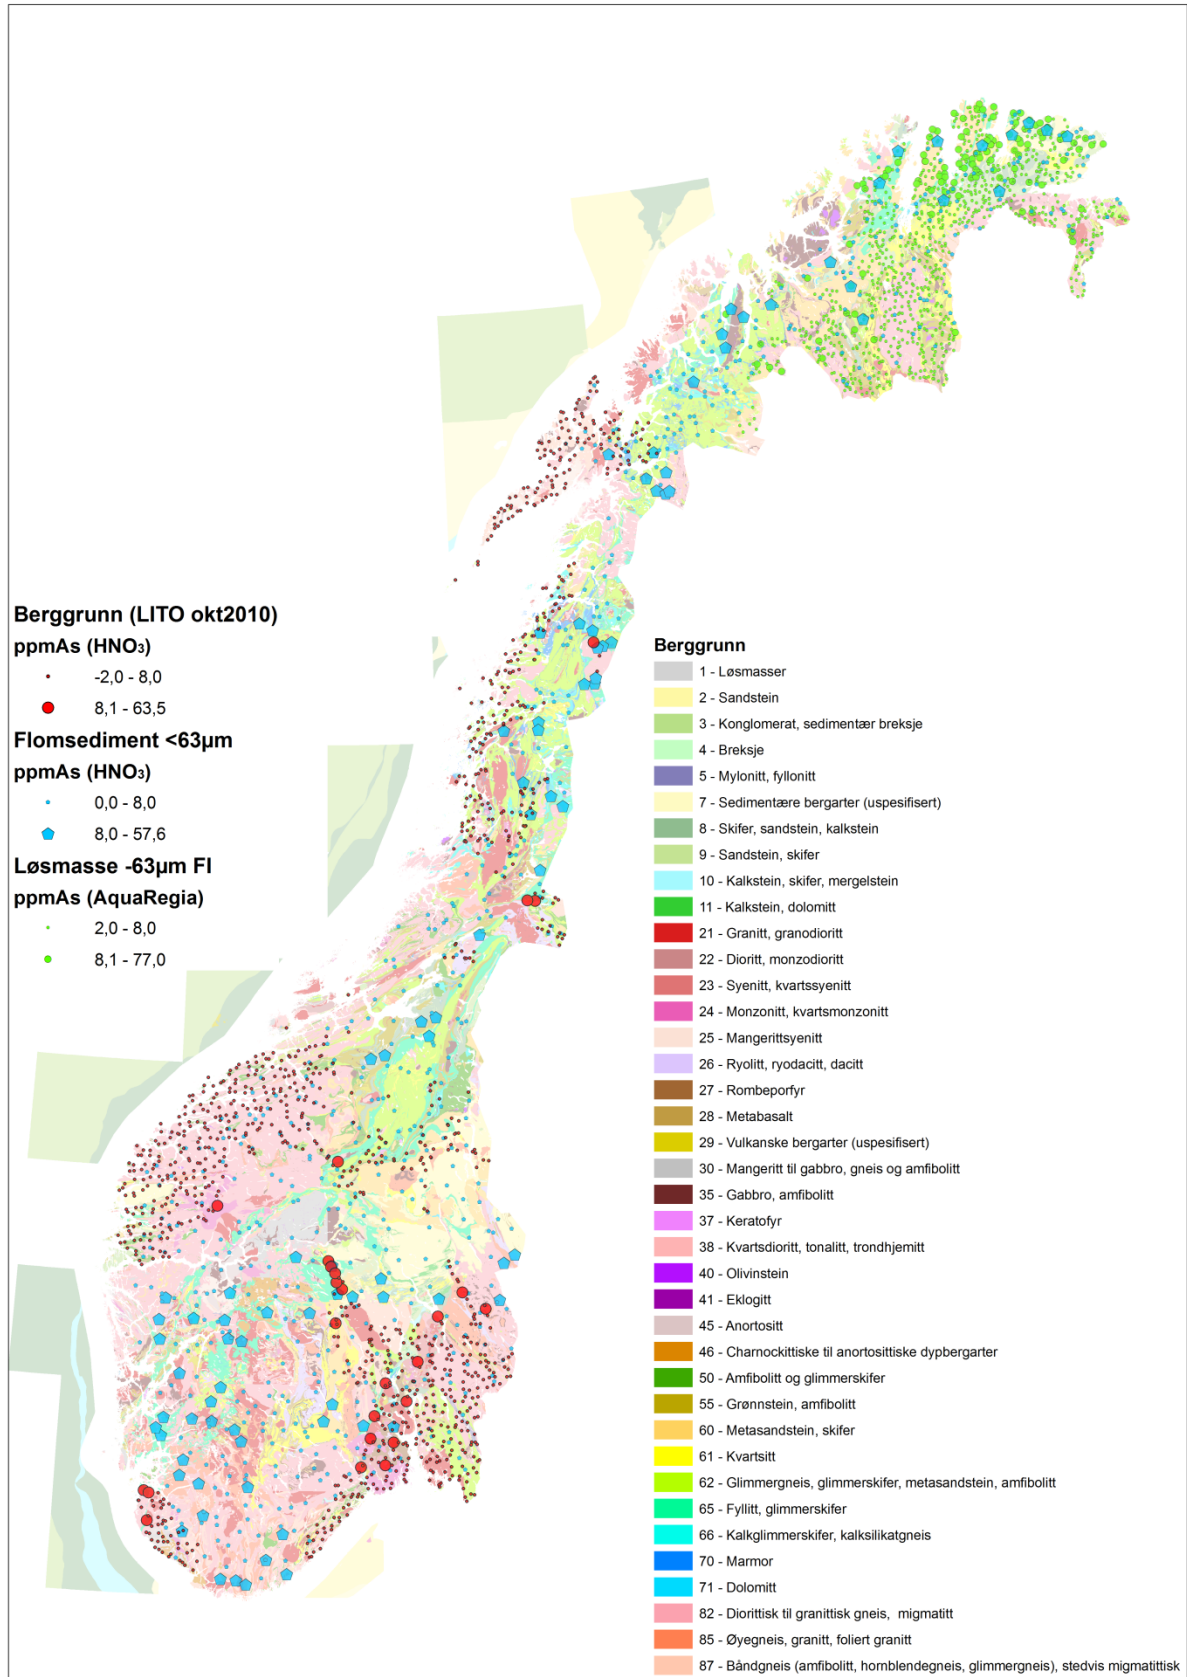 Berggrunn (LITO okt2010)
ppmAs (HNO₃)
-2,0 - 8,0
8,1 - 63,5
Flomsediment <63µm
ppmAs (HNO₃)
0,0 - 8,0
8,0 - 57,6
Løsmasse -63µm FI
ppmAs (AquaRegia)
2,0 - 8,0
8,1 - 77,0
Berggrunn
1 - Løsmasser
2 - Sandstein
3 - Konglomerat, sedimentær breksje
4 - Breksje
5 - Mylonitt, fyllonitt
7 - Sedimentære bergarter (uspesifisert)
8 - Skifer, sandstein, kalkstein
9 - Sandstein, skifer
10 - Kalkstein, skifer, mergelstein
11 - Kalkstein, dolomitt
21 - Granitt, granodioritt
22 - Dioritt, monzodioritt
23 - Syenitt, kvartssyenitt
24 - Monzonitt, kvartsmonzonitt
25 - Mangerittsyenitt
26 - Ryolitt, ryodacitt, dacitt
27 - Rombeporfyr
28 - Metabasalt
29 - Vulkanske bergarter (uspesifisert)
30 - Mangeritt til gabbro, gneis og amfibolitt
35 - Gabbro, amfibolitt
37 - Keratofyr
38 - Kvartsdioritt, tonalitt, trondhjemitt
40 - Olivinstein
41 - Eklogitt
45 - Anortositt
46 - Charnockittiske til anortosittiske dypbergarter
50 - Amfibolitt og glimmerskifer
55 - Grønnstein, amfibolitt
60 - Metasandstein, skifer
61 - Kvartsitt
62 - Glimmergneis, glimmerskifer, metasandstein, amfibolitt
65 - Fyllitt, glimmerskifer
66 - Kalkglimmerskifer, kalksilikatgneis
70 - Marmor
71 - Dolomitt
82 - Diorittisk til granittisk gneis, migmatitt
85 - Øyegneis, granitt, foliert granitt
87 - Båndgneis (amfibolitt, hornblendegneis, glimmergneis), stedvis migmatittisk